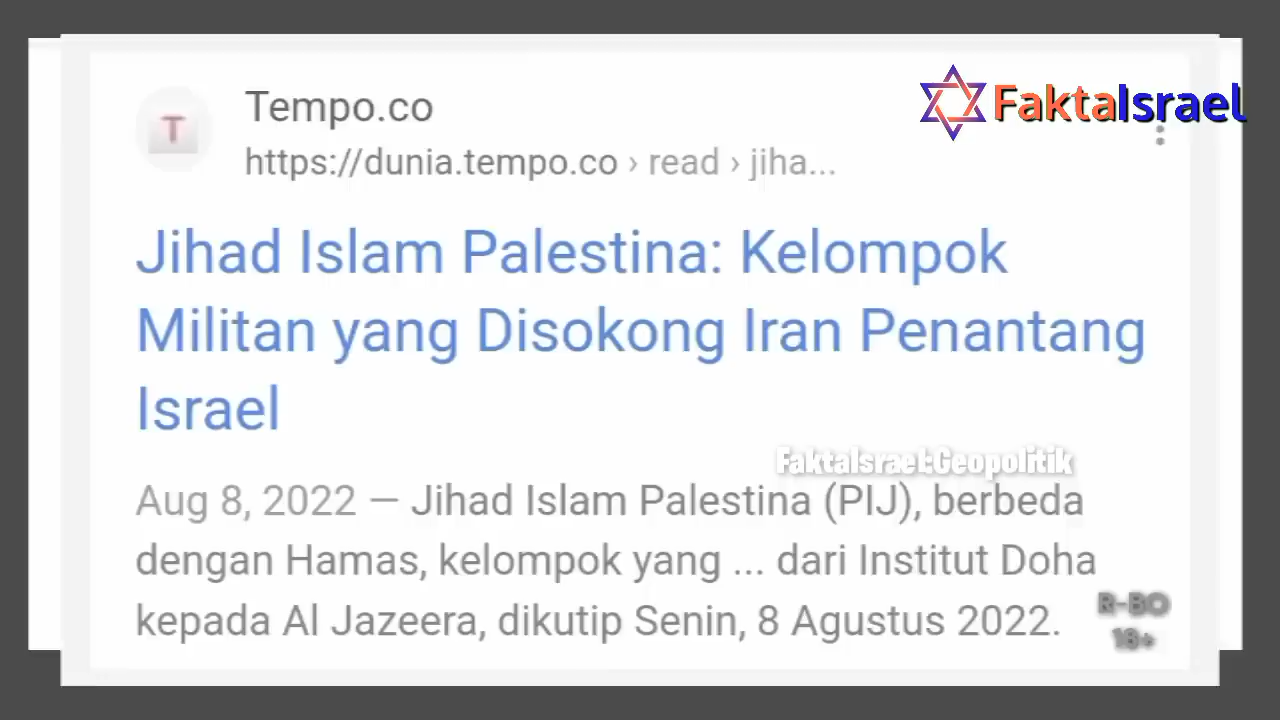 Tempo.co
https://dunia.tempo.co › read › jiha...
FaktaIsrael
Jihad Islam Palestina: Kelompok
Militan yang Disokong Iran Penantang
Israel
FaktaIsrael:Geopolitik
Aug 8, 2022 — Jihad Islam Palestina (PIJ), berbeda
dengan Hamas, kelompok yang ... dari Institut Doha
kepada Al Jazeera, dikutip Senin, 8 Agustus 2022.
R-BO
18+